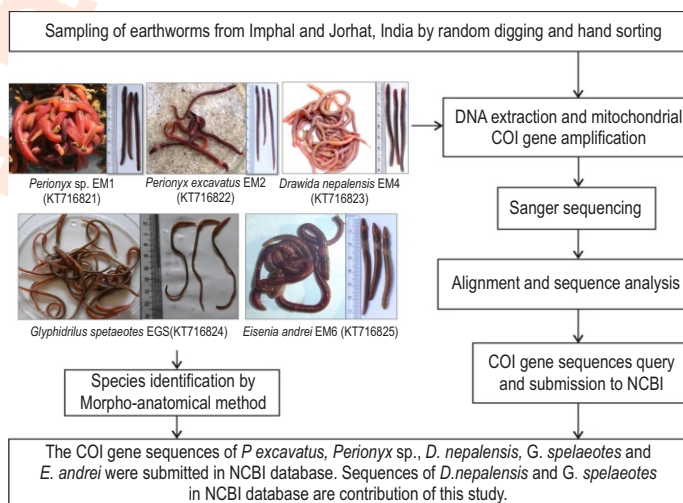 Sampling of earthworms from Imphal and Jorhat, India by random digging and hand sorting
Perionyx sp. EM1
(KT716821)
Perionyx excavatus EM2
(KT716822)
Drawida nepalensis EM4
(KT716823)
Glyphidrilus spetaeotes EGS(KT716824)
Eisenia andrei EM6 (KT716825)
Species identification by
Morpho-anatomical method
DNA extraction and mitochondrial
COI gene amplification
Sanger sequencing
Alignment and sequence analysis
COI gene sequences query
and submission to NCBI
The COI gene sequences of P excavatus, Perionyx sp., D. nepalensis, G. spelaeotes and
E. andrei were submitted in NCBI database. Sequences of D.nepalensis and G. spelaeotes
in NCBI database are contribution of this study.